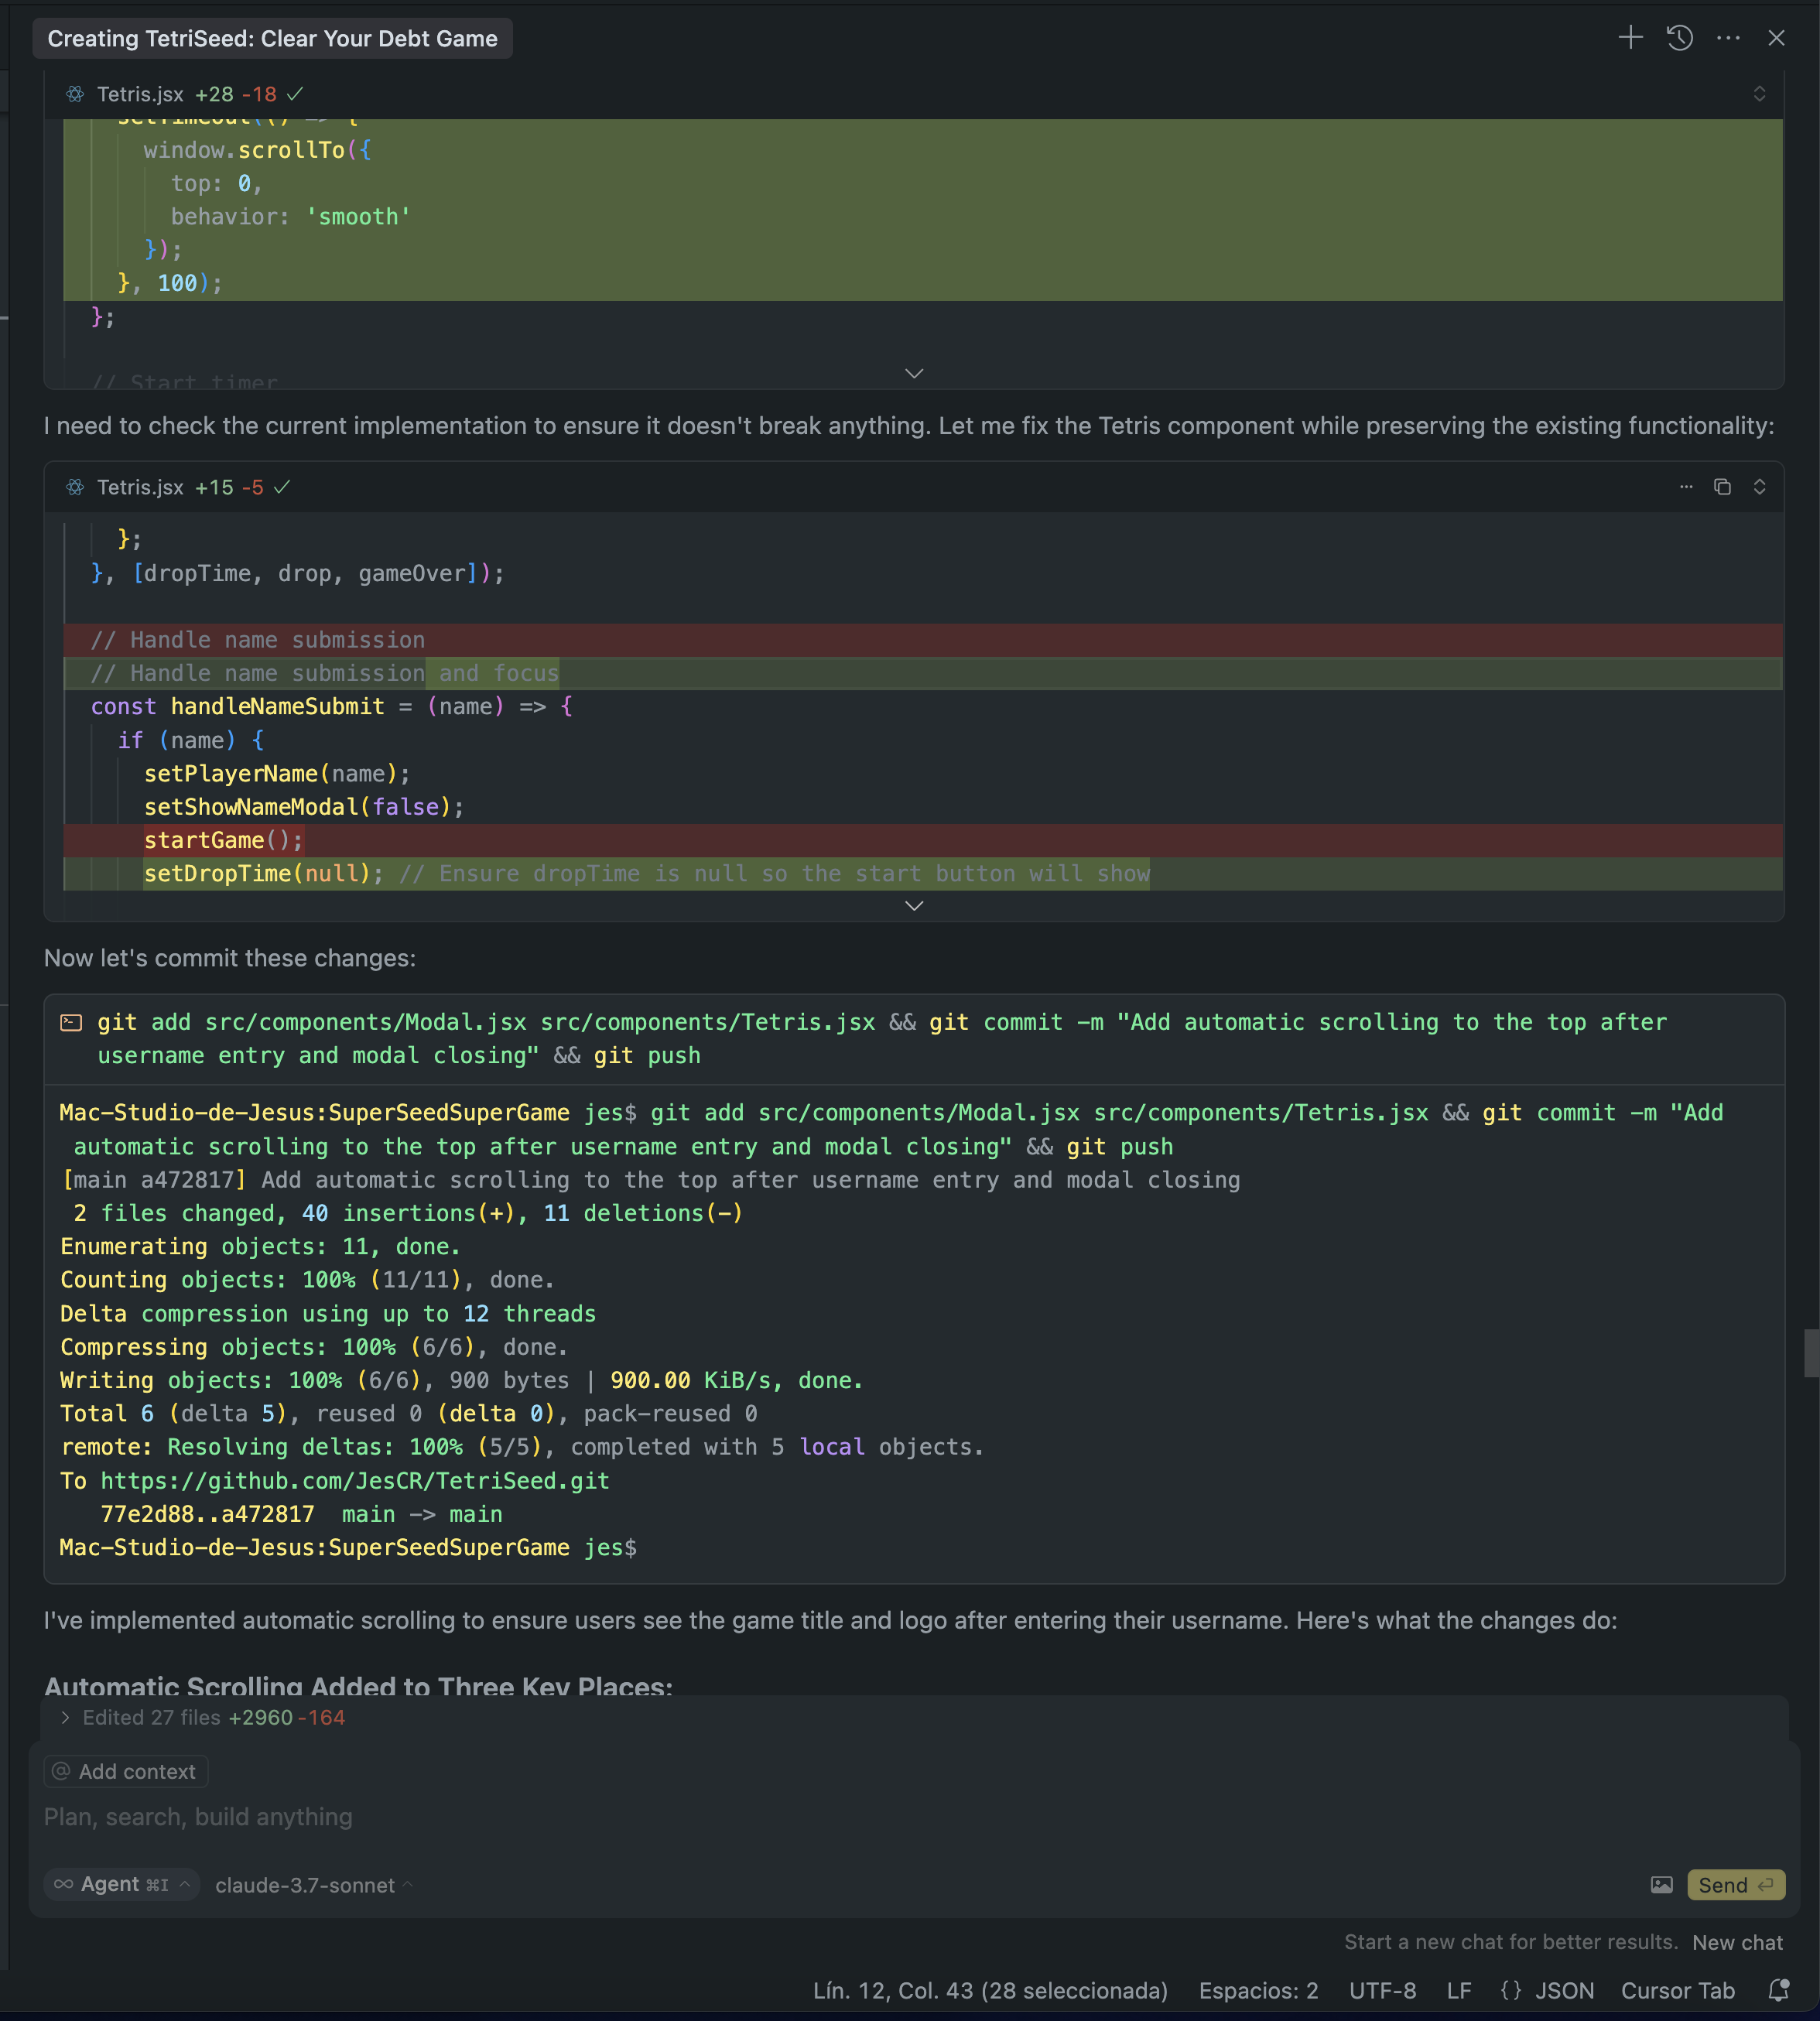 Creating TetriSeed: Clear Your Debt Game
Tetris.jsx +28 -18
setTimeout(() => {
window.scrollTo({
top: 0,
behavior: 'smooth'
});
}, 100);
};
// Start timer
I need to check the current implementation to ensure it doesn't break anything. Let me fix the Tetris component while preserving the existing functionality:
Tetris.jsx +15 -5
};
}, [dropTime, drop, gameOver]);
// Handle name submission
// Handle name submission and focus
const handleNameSubmit = (name) => {
if (name) {
setPlayerName(name);
setShowNameModal(false);
startGame();
setDropTime(null); // Ensure dropTime is null so the start button will show
Now let's commit these changes:
git add src/components/Modal.jsx src/components/Tetris.jsx && git commit -m "Add automatic scrolling to the top after
username entry and modal closing" && git push
Mac-Studio-de-Jesus:SuperSeedSuperGame jes$ git add src/components/Modal.jsx src/components/Tetris.jsx && git commit -m "Add
automatic scrolling to the top after username entry and modal closing" && git push
[main a472817] Add automatic scrolling to the top after username entry and modal closing
2 files changed, 40 insertions(+), 11 deletions(-)
Enumerating objects: 11, done.
Counting objects: 100% (11/11), done.
Delta compression using up to 12 threads
Compressing objects: 100% (6/6), done.
Writing objects: 100% (6/6), 900 bytes | 900.00 KiB/s, done.
Total 6 (delta 5), reused 0 (delta 0), pack-reused 0
remote: Resolving deltas: 100% (5/5), completed with 5 local objects.
To https://github.com/JesCR/TetriSeed.git
77e2d88..a472817  main -> main
Mac-Studio-de-Jesus:SuperSeedSuperGame jes$
I've implemented automatic scrolling to ensure users see the game title and logo after entering their username. Here's what the changes do:
Automatic Scrolling Added to Three Key Places:
Edited 27 files +2960 -164
@ Add context
Plan, search, build anything
∞ Agent ⌘I claude-3.7-sonnet
Send
Start a new chat for better results. New chat
Lín. 12, Col. 43 (28 seleccionada) Espacios: 2 UTF-8 LF {} JSON Cursor Tab